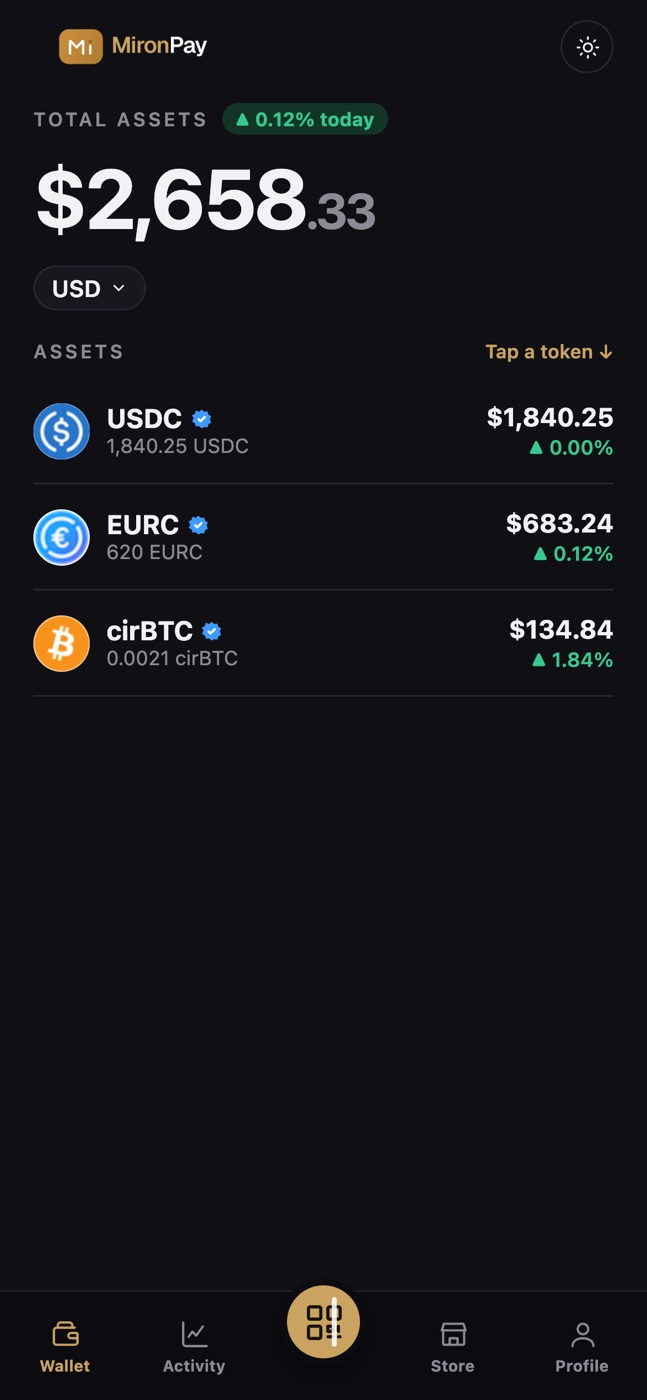 Mi MironPay
TOTAL ASSETS ▲ 0.12% today
$2,658.33
USD
ASSETS Tap a token ↓
USDC $1,840.25
1,840.25 USDC ▲ 0.00%
EURC $683.24
620 EURC ▲ 0.12%
cirBTC $134.84
0.0021 cirBTC ▲ 1.84%
Wallet Activity Store Profile